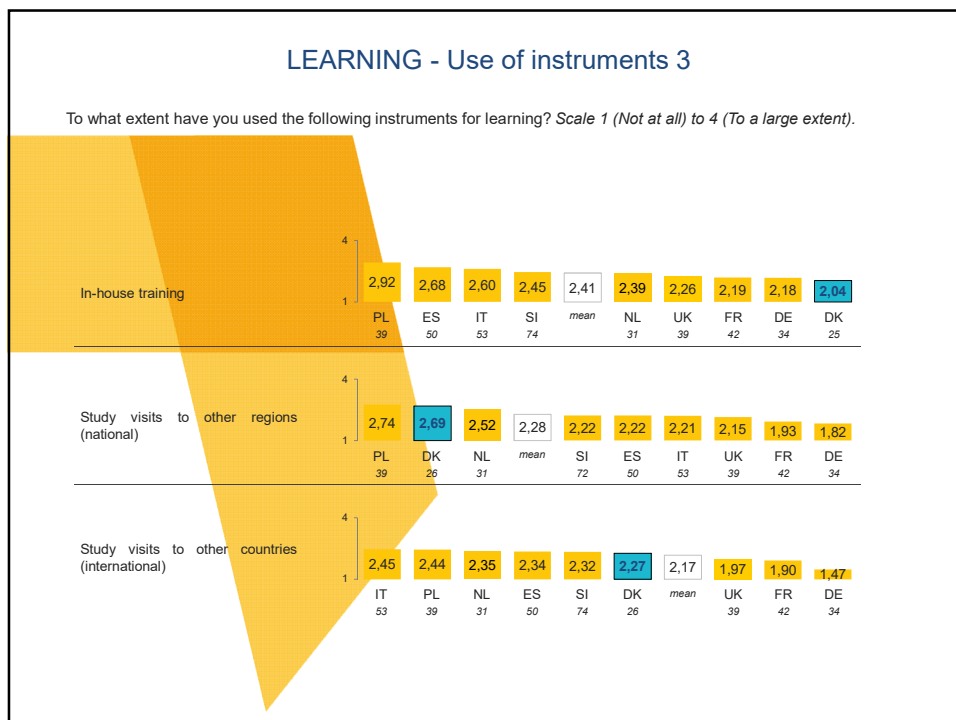 LEARNING - Use of instruments 3
To what extent have you used the following instruments for learning? Scale 1 (Not at all) to 4 (To a large extent).
4
In-house training
1
2,92 2,68 2,60 2,45 2,41 2,39 2,26 2,19 2,18 2,04
PL ES IT SI mean NL UK FR DE DK
39 50 53 74 31 39 42 34 25
4
Study visits to other regions
(national)
1
2,74 2,69 2,52 2,28 2,22 2,22 2,21 2,15 1,93 1,82
PL DK NL mean SI ES IT UK FR DE
39 26 31 72 50 53 39 42 34
4
Study visits to other countries
(international)
1
2,45 2,44 2,35 2,34 2,32 2,27 2,17 1,97 1,90 1,47
IT PL NL ES SI DK mean UK FR DE
53 39 31 50 74 26 39 42 34